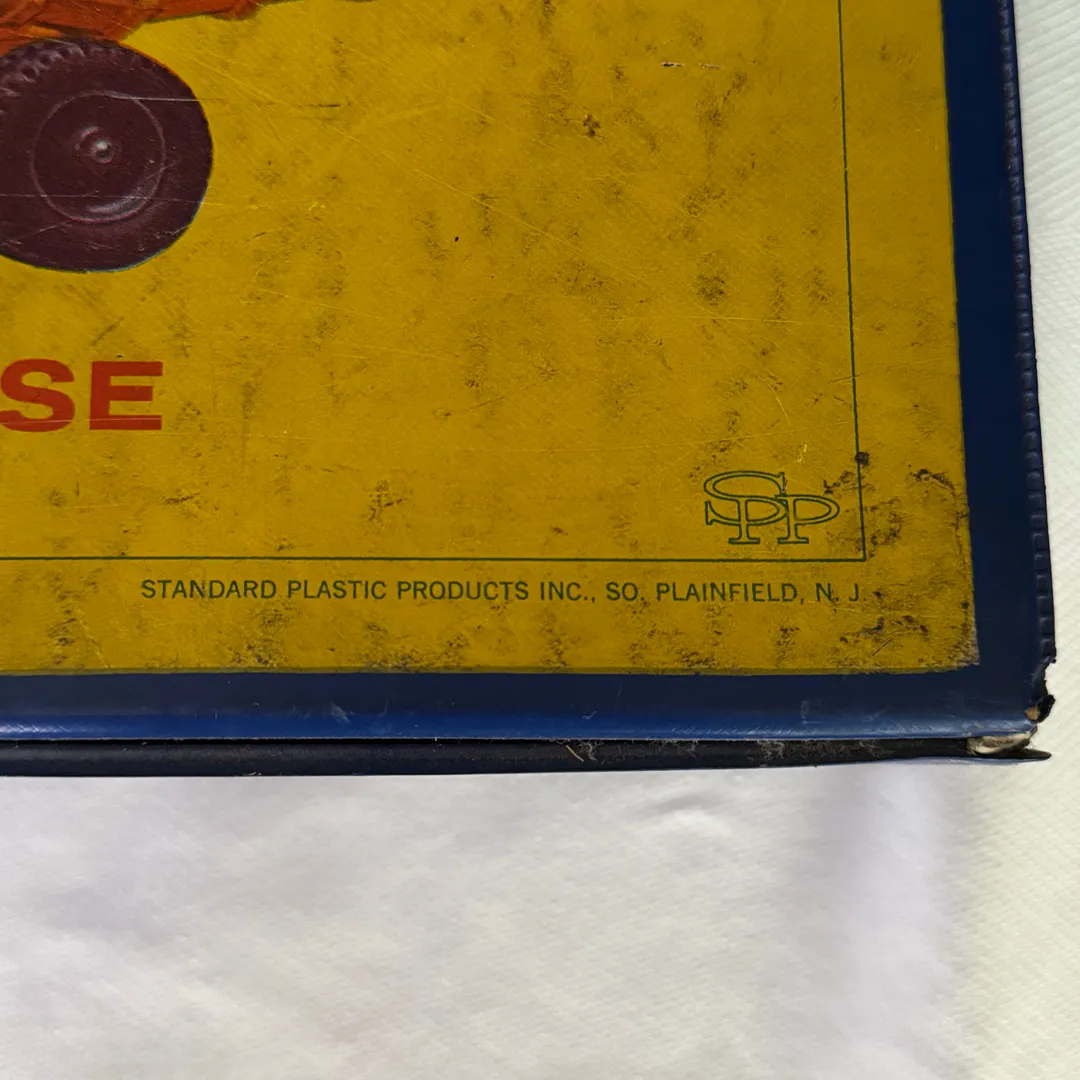 SE
SPP
STANDARD PLASTIC PRODUCTS INC., SO. PLAINFIELD, N. J.